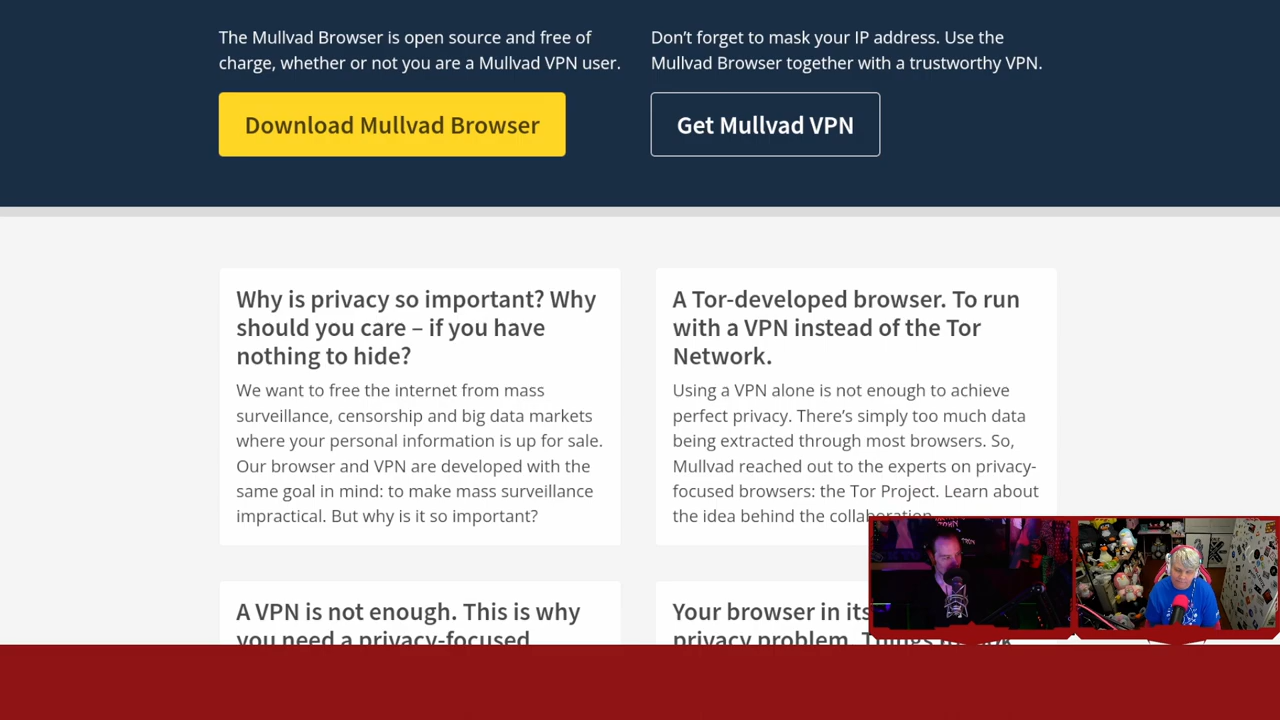 The Mullvad Browser is open source and free of
charge, whether or not you are a Mullvad VPN user.
Download Mullvad Browser
Don’t forget to mask your IP address. Use the
Mullvad Browser together with a trustworthy VPN.
Get Mullvad VPN
Why is privacy so important? Why
should you care – if you have
nothing to hide?
We want to free the internet from mass
surveillance, censorship and big data markets
where your personal information is up for sale.
Our browser and VPN are developed with the
same goal in mind: to make mass surveillance
impractical. But why is it so important?
A Tor-developed browser. To run
with a VPN instead of the Tor
Network.
Using a VPN alone is not enough to achieve
perfect privacy. There’s simply too much data
being extracted through most browsers. So,
Mullvad reached out to the experts on privacy-
focused browsers: the Tor Project. Learn about
the idea behind the collaboration.
A VPN is not enough. This is why
you need a privacy-focused
Your browser in its
privacy problem.